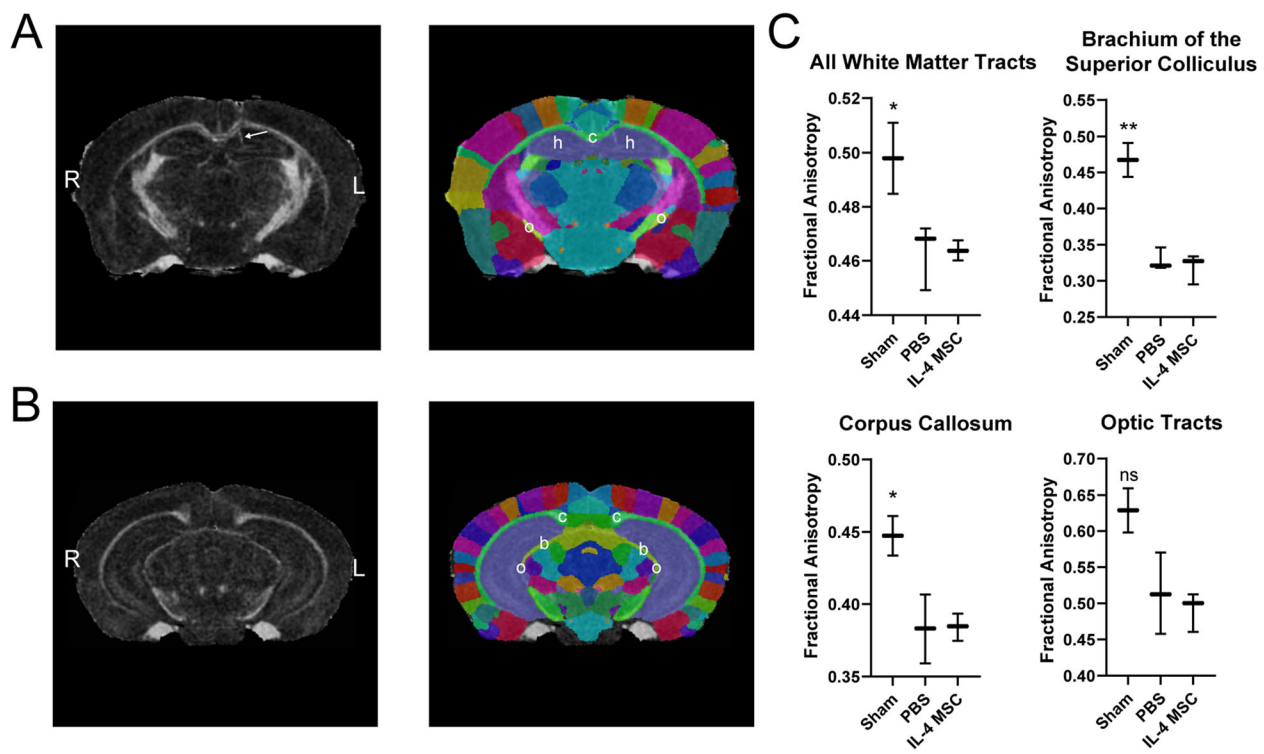 A
R
L
h
c
h
o
o
B
R
L
c
c
b
b
o
o
C
All White Matter Tracts
Fractional Anisotropy
0.52
0.50
0.48
0.46
0.44
*
Sham
PBS
IL-4 MSC
Brachium of the
Superior Colliculus
Fractional Anisotropy
0.55
0.50
0.45
0.40
0.35
0.30
0.25
**
Sham
PBS
IL-4 MSC
Corpus Callosum
Fractional Anisotropy
0.50
0.45
0.40
0.35
*
Sham
PBS
IL-4 MSC
Optic Tracts
Fractional Anisotropy
0.70
0.65
0.60
0.55
0.50
0.45
0.40
ns
Sham
PBS
IL-4 MSC